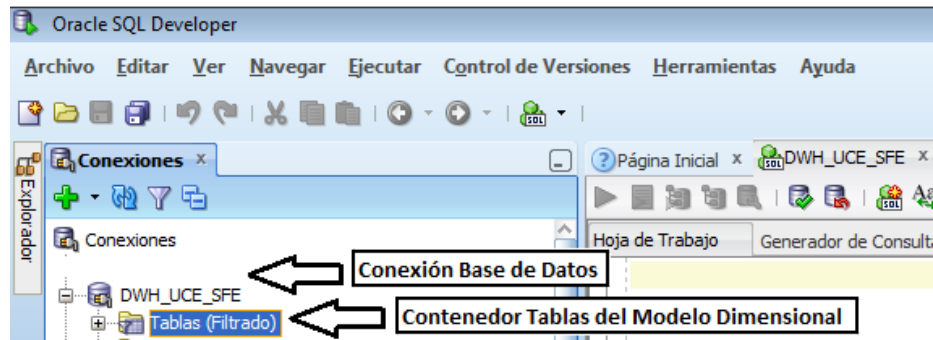 Oracle SQL Developer
Archivo Editar Ver Navegar Ejecutar Control de Versiones Herramientas Ayuda
SQL
Explorador
Conexiones x
Página Inicial x
DWH_UCE_SFE x
Conexiones
Hoja de Trabajo
Generador de Consulta
Conexión Base de Datos
DWH_UCE_SFE
Tablas (Filtrado)
Contenedor Tablas del Modelo Dimensional